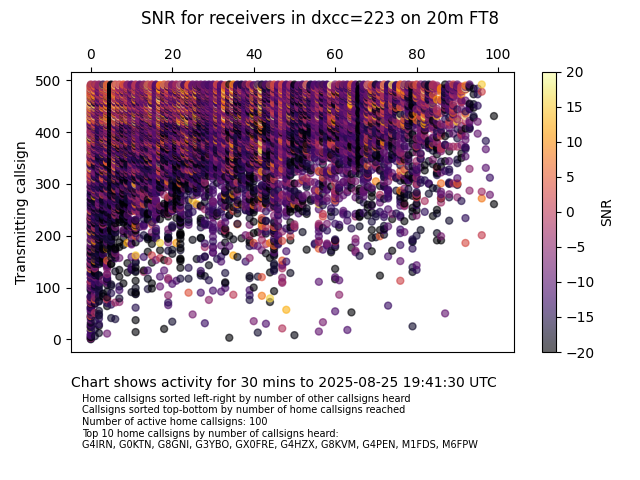 SNR for receivers in dxcc=223 on 20m FT8
0 20 40 60 80 100
500
400
300
200
100
0
Transmitting callsign
20
15
10
5
0
−5
−10
−15
−20
SNR
Chart shows activity for 30 mins to 2025-08-25 19:41:30 UTC
Home callsigns sorted left-right by number of other callsigns heard
Callsigns sorted top-bottom by number of home callsigns reached
Number of active home callsigns: 100
Top 10 home callsigns by number of callsigns heard:
G4IRN, G0KTN, G8GNI, G3YBO, GX0FRE, G4HZX, G8KVM, G4PEN, M1FDS, M6FPW